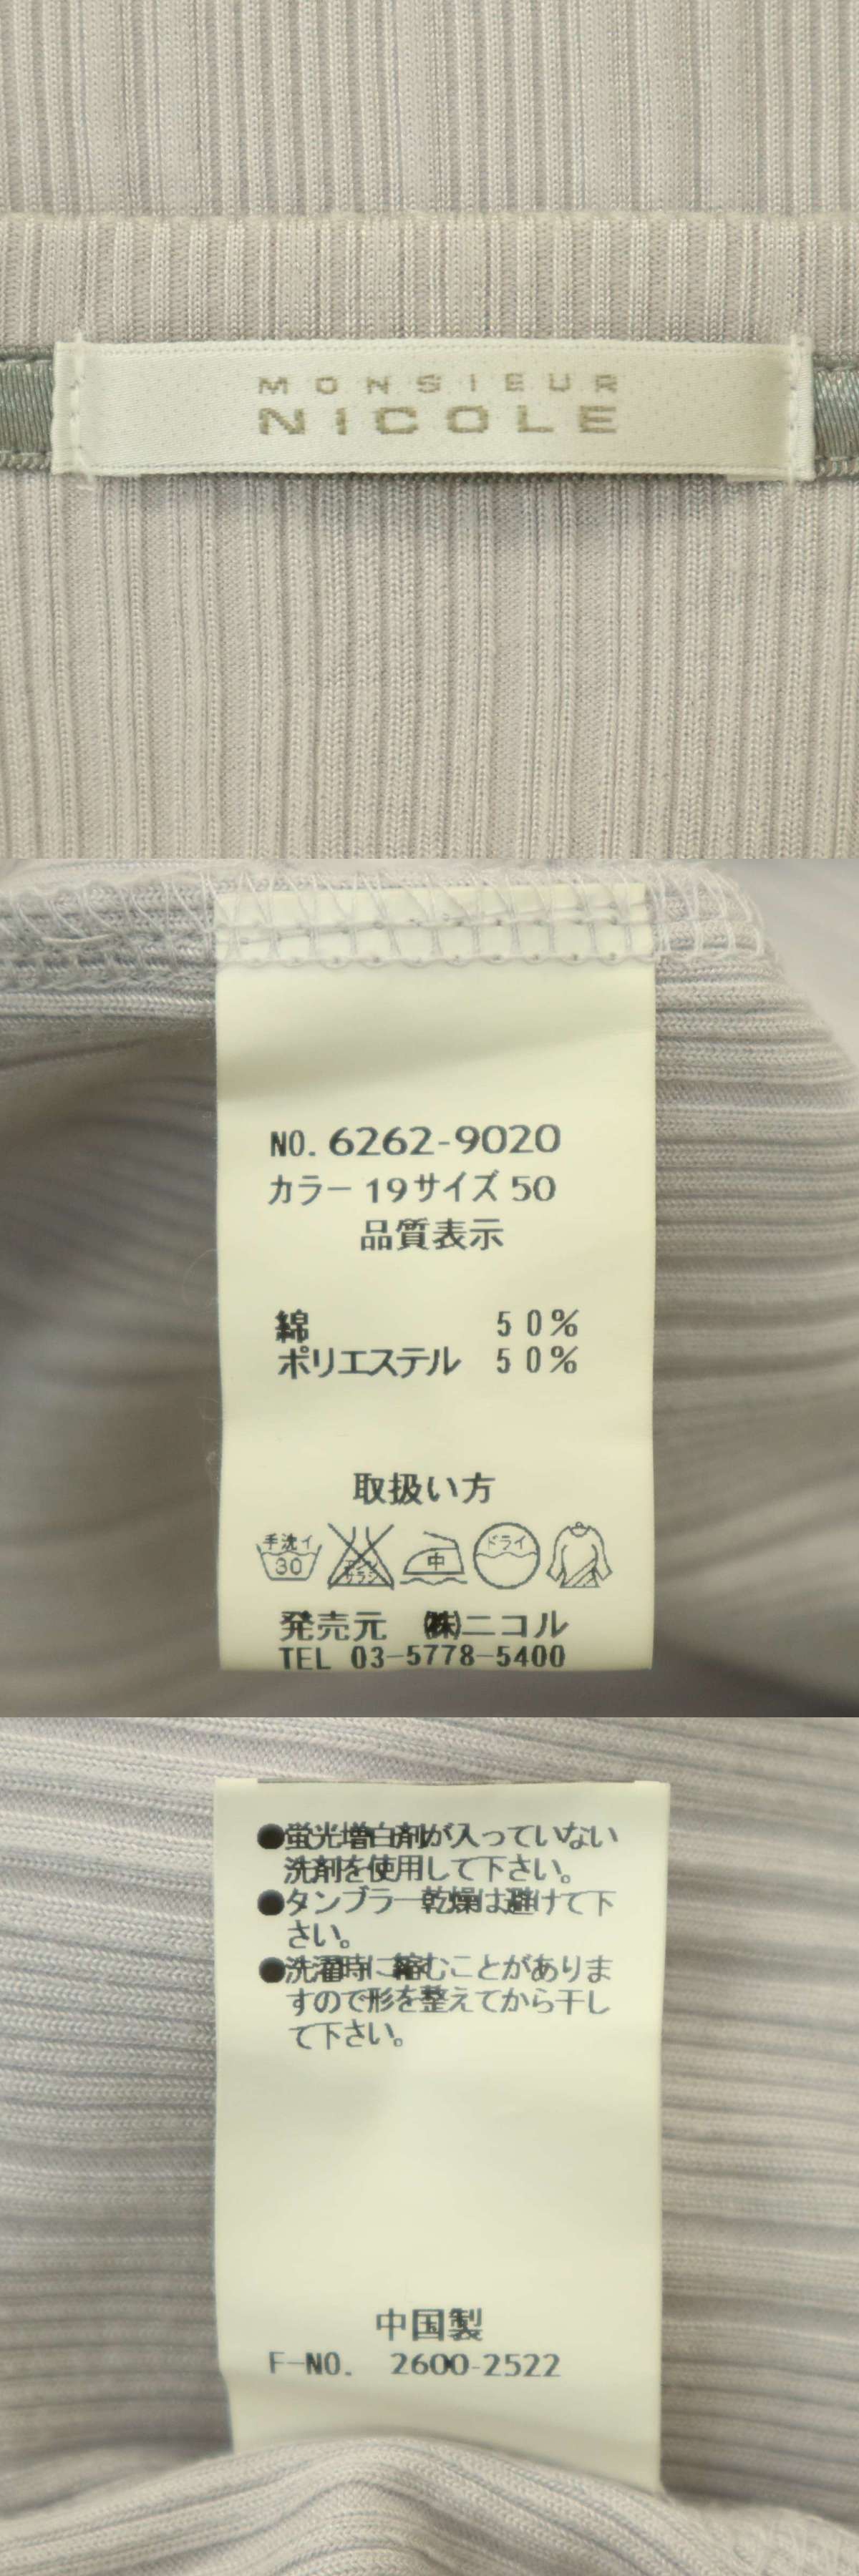 MONSIEUR
NICOLE
NO. 6262-9020
カラー 19 サイズ 50
品質表示
綿 50%
ポリエステル 50%
取扱い方
手洗イ
30
エンソ
サラシ
中
ドライ
発売元 ㈱ニコル
TEL 03-5778-5400
●蛍光増白剤が入っていない
洗剤を使用して下さい。
●タンブラー乾燥は避けて下
さい。
●洗濯時に縮むことがありま
すので形を整えてから干し
て下さい。
中国製
F-NO. 2600-2522